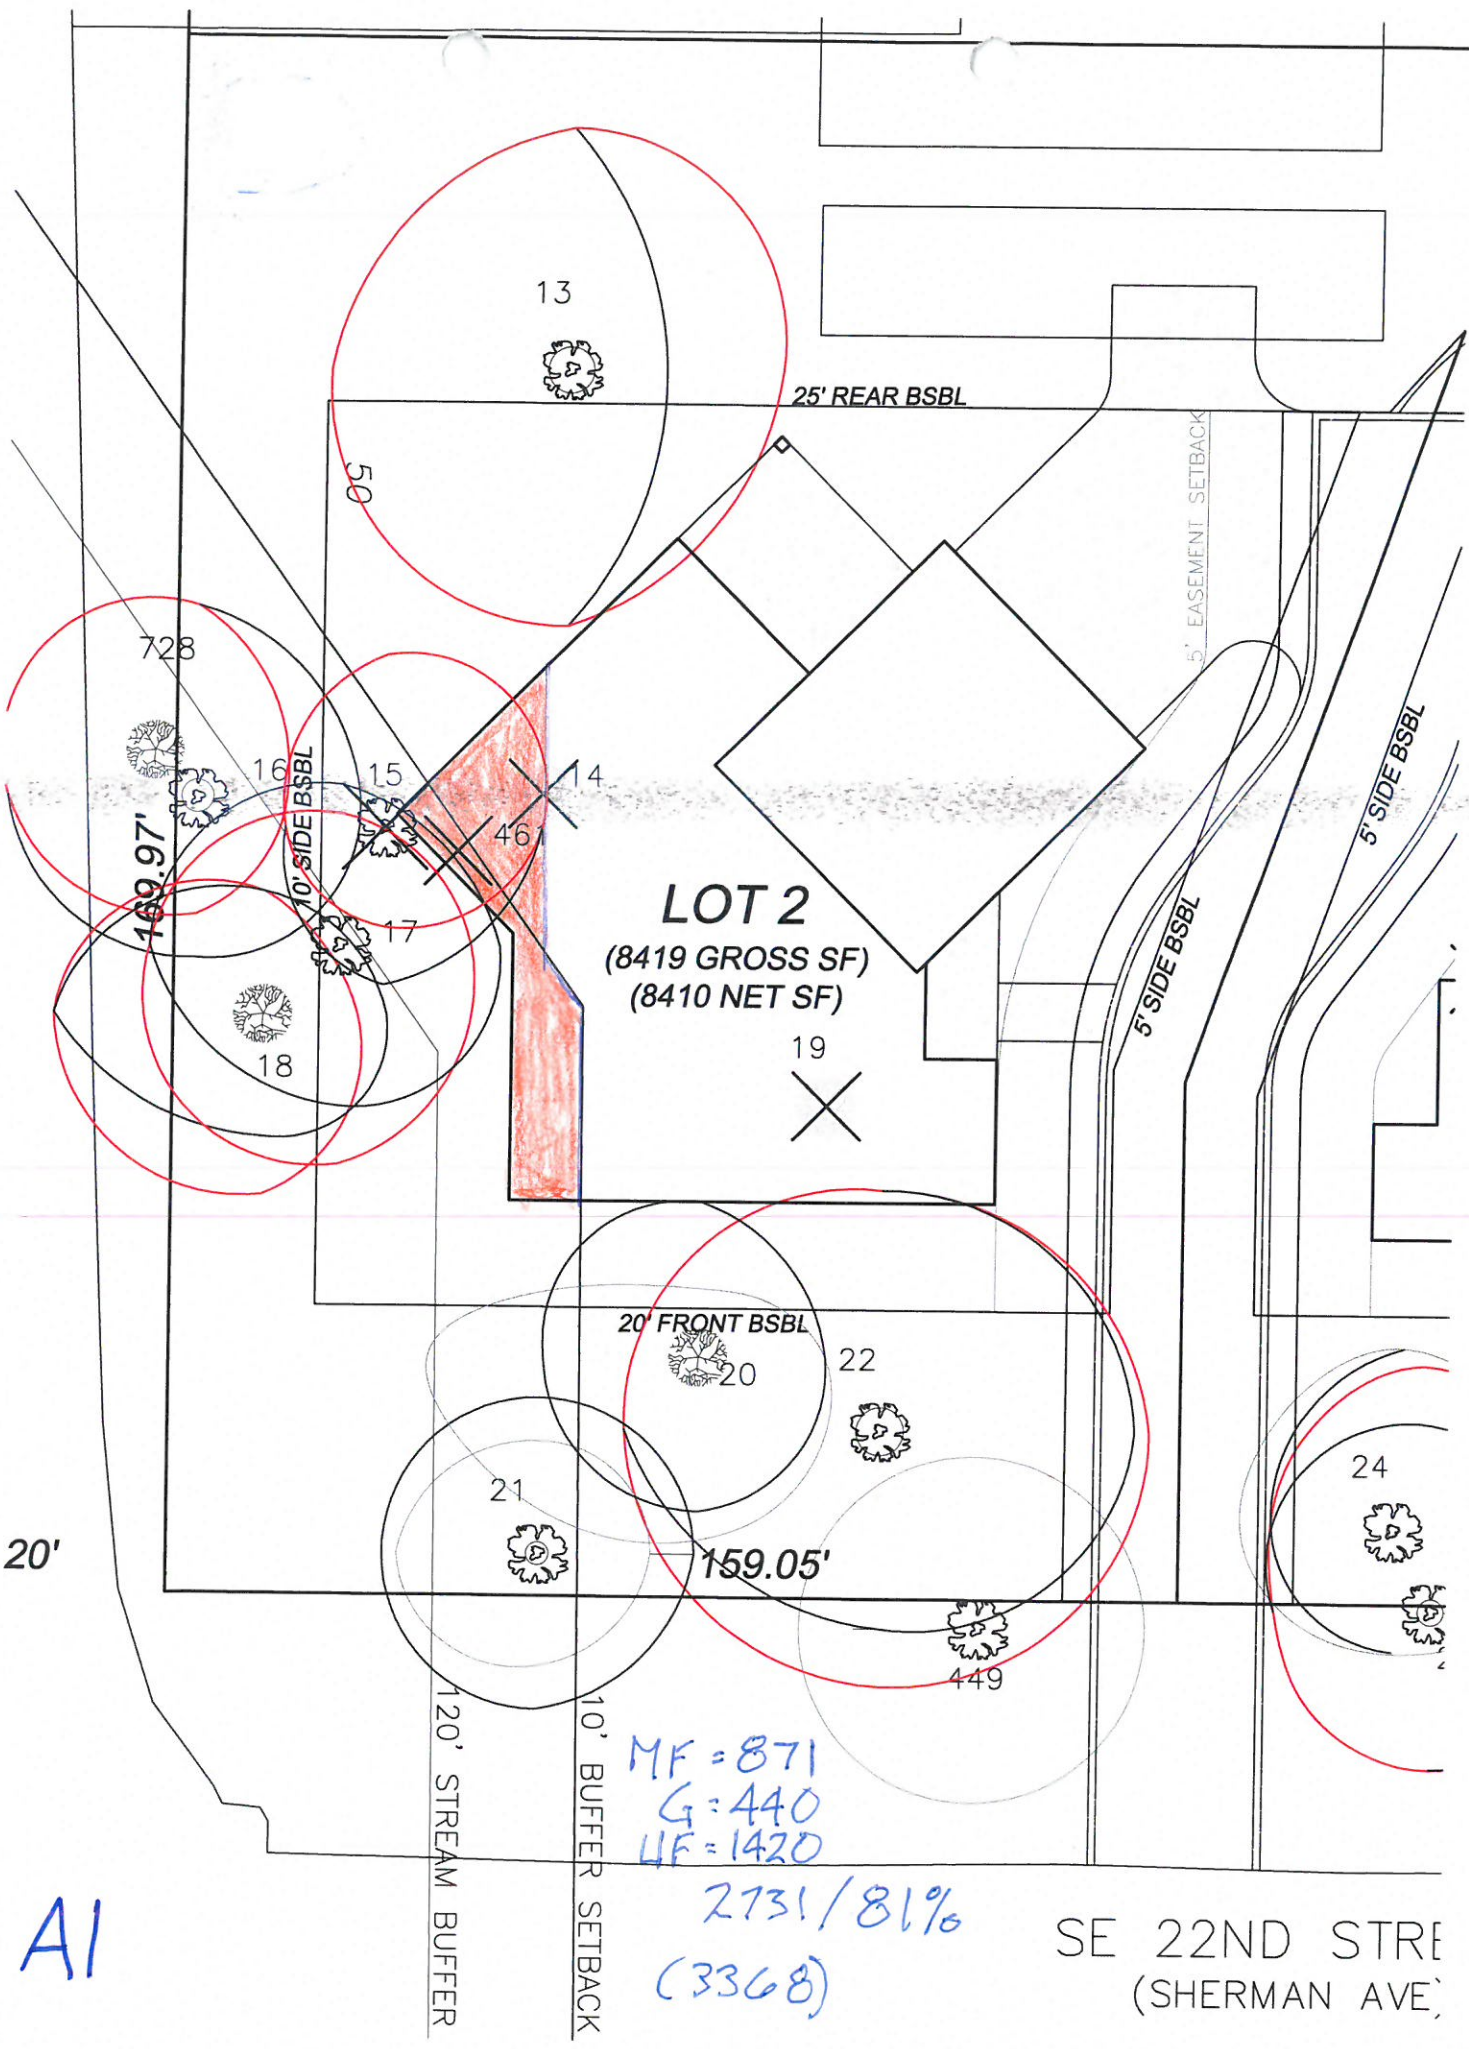 13
25' REAR BSBL
50
5' EASEMENT SETBACK
728
16
15
14
10' SIDE BSBL
461
5' SIDE BSBL
169.97'
17
LOT 2
(8419 GROSS SF)
(8410 NET SF)
5' SIDE BSBL
18
19
20' FRONT BSBL
20
22
21
24
20'
159.05'
449
120' STREAM BUFFER
10' BUFFER SETBACK
MF = 871
G = 440
UF = 1420
2731/81%
(3368)
A1
SE 22ND STRE
(SHERMAN AVE)